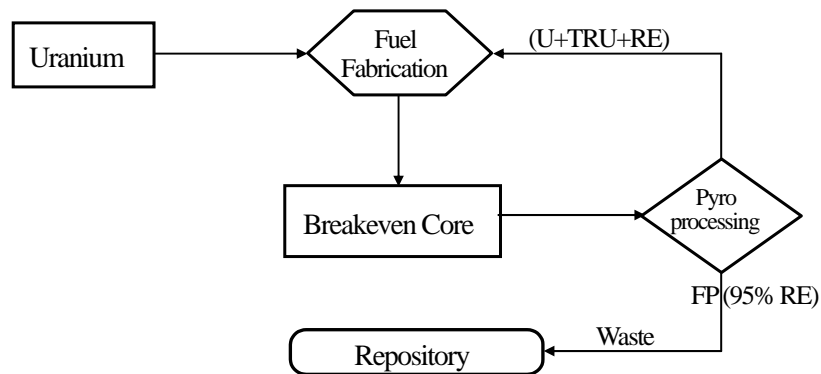 Uranium
Fuel
Fabrication
(U+TRU+RE)
Breakeven Core
Pyro
processing
FP (95% RE)
Waste
Repository